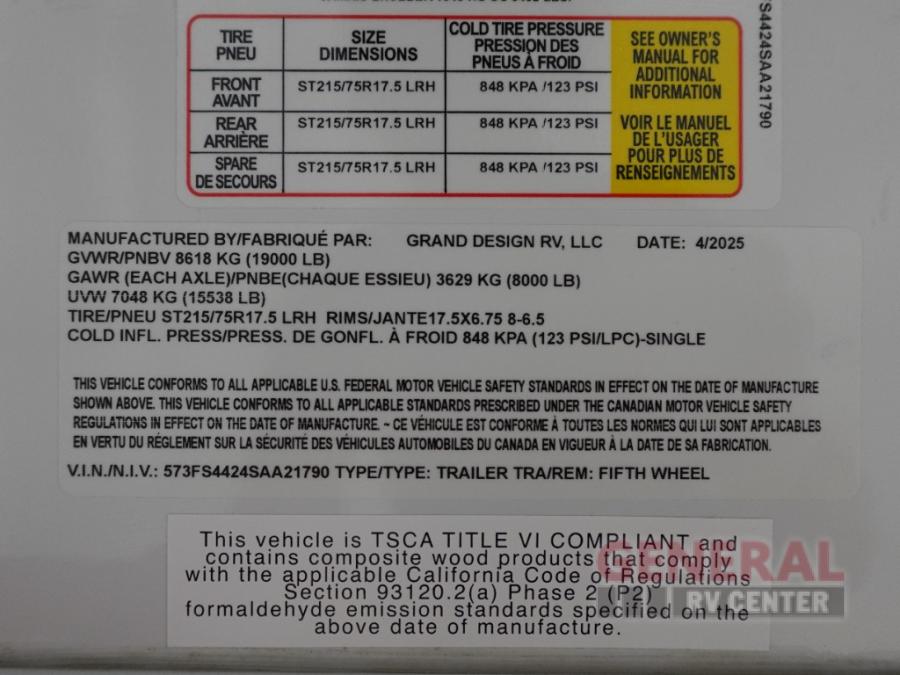 TIRE
PNEU
SIZE
DIMENSIONS
COLD TIRE PRESSURE
PRESSION DES
PNEUS À FROID
SEE OWNER'S
MANUAL FOR
ADDITIONAL
INFORMATION
VOIR LE MANUEL
DE L'USAGER
POUR PLUS DE
RENSEIGNEMENTS
FRONT
AVANT
ST215/75R17.5 LRH
848 KPA /123 PSI
REAR
ARRIÈRE
ST215/75R17.5 LRH
848 KPA /123 PSI
SPARE
DE SECOURS
ST215/75R17.5 LRH
848 KPA /123 PSI
S4424SAA21790
MANUFACTURED BY/FABRIQUÉ PAR: GRAND DESIGN RV, LLC DATE: 4/2025
GVWR/PNBV 8618 KG (19000 LB)
GAWR (EACH AXLE)/PNBE(CHAQUE ESSIEU) 3629 KG (8000 LB)
UVW 7048 KG (15538 LB)
TIRE/PNEU ST215/75R17.5 LRH RIMS/JANTE17.5X6.75 8-6.5
COLD INFL. PRESS/PRESS. DE GONFL. À FROID 848 KPA (123 PSI/LPC)-SINGLE
THIS VEHICLE CONFORMS TO ALL APPLICABLE U.S. FEDERAL MOTOR VEHICLE SAFETY STANDARDS IN EFFECT ON THE DATE OF MANUFACTURE
SHOWN ABOVE. THIS VEHICLE CONFORMS TO ALL APPLICABLE STANDARDS PRESCRIBED UNDER THE CANADIAN MOTOR VEHICLE SAFETY
REGULATIONS IN EFFECT ON THE DATE OF MANUFACTURE. ~ CE VÉHICULE EST CONFORME À TOUTES LES NORMES QUI LUI SONT APPLICABLES
EN VERTU DU RÉGLEMENT SUR LA SÉCURITÉ DES VÉHICULES AUTOMOBILES DU CANADA EN VIGUEUR À LA DATE DE SA FABRICATION.
V.I.N./N.I.V.: 573FS4424SAA21790 TYPE/TYPE: TRAILER TRA/REM: FIFTH WHEEL
This vehicle is TSCA TITLE VI COMPLIANT and
contains composite wood products that comply
with the applicable California Code of Regulations
Section 93120.2(a) Phase 2 (P2)
formaldehyde emission standards specified on the
above date of manufacture.
GENERAL
RV CENTER